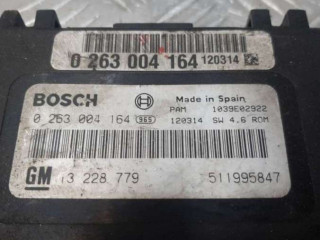 0 263 004 164 120314
BOSCH Made in Spain
PAM 1039E02922
0 263 004 164 965 120314 SW 4,6 ROM
GM 13 228 779 511995847